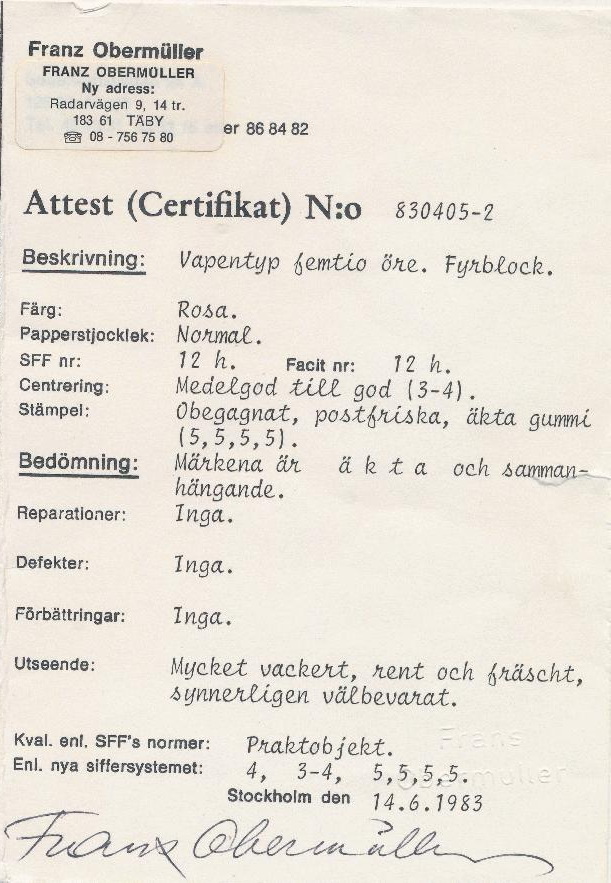 Franz Obermüller
FRANZ OBERMÜLLER
Ny adress:
Radarvägen 9, 14 tr.
183 61 TÄBY
☏ 08 - 756 75 80
er 86 84 82
Attest (Certifikat) N:o 830405-2
Beskrivning: Vapentyp femtio öre. Fyrblock.
Färg: Rosa.
Papperstjocklek: Normal.
SFF nr: 12 h. Facit nr: 12 h.
Centrering: Medelgod till god (3-4).
Stämpel: Obegagnat, postfriska, äkta gummi
(5,5,5,5).
Bedömning: Märkena är ä k t a och samman-
hängande.
Reparationer: Inga.
Defekter: Inga.
Förbättringar: Inga.
Utseende: Mycket vackert, rent och fräscht,
synnerligen välbevarat.
Kval. enl. SFF's normer: Praktobjekt.
Frans
Enl. nya siffersystemet: 4, 3-4, 5,5,5,5.
Obermüller
Stockholm den 14.6.1983
Franz Obermüller